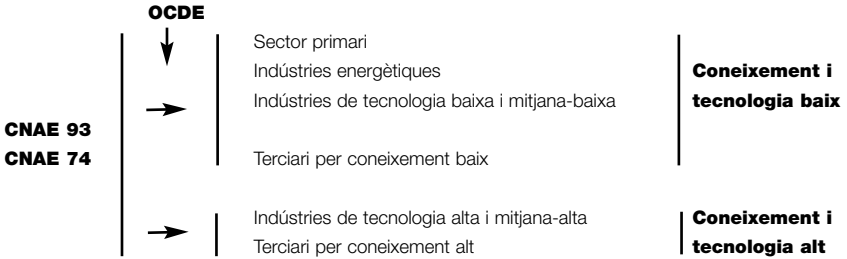 OCDE
Sector primari
Indústries energètiques
Coneixement i
Indústries de tecnologia baixa i mitjana-baixa
tecnologia baix
CNAE 93
CNAE 74
Terciari per coneixement baix
Indústries de tecnologia alta i mitjana-alta
Coneixement i
Terciari per coneixement alt
tecnologia alt